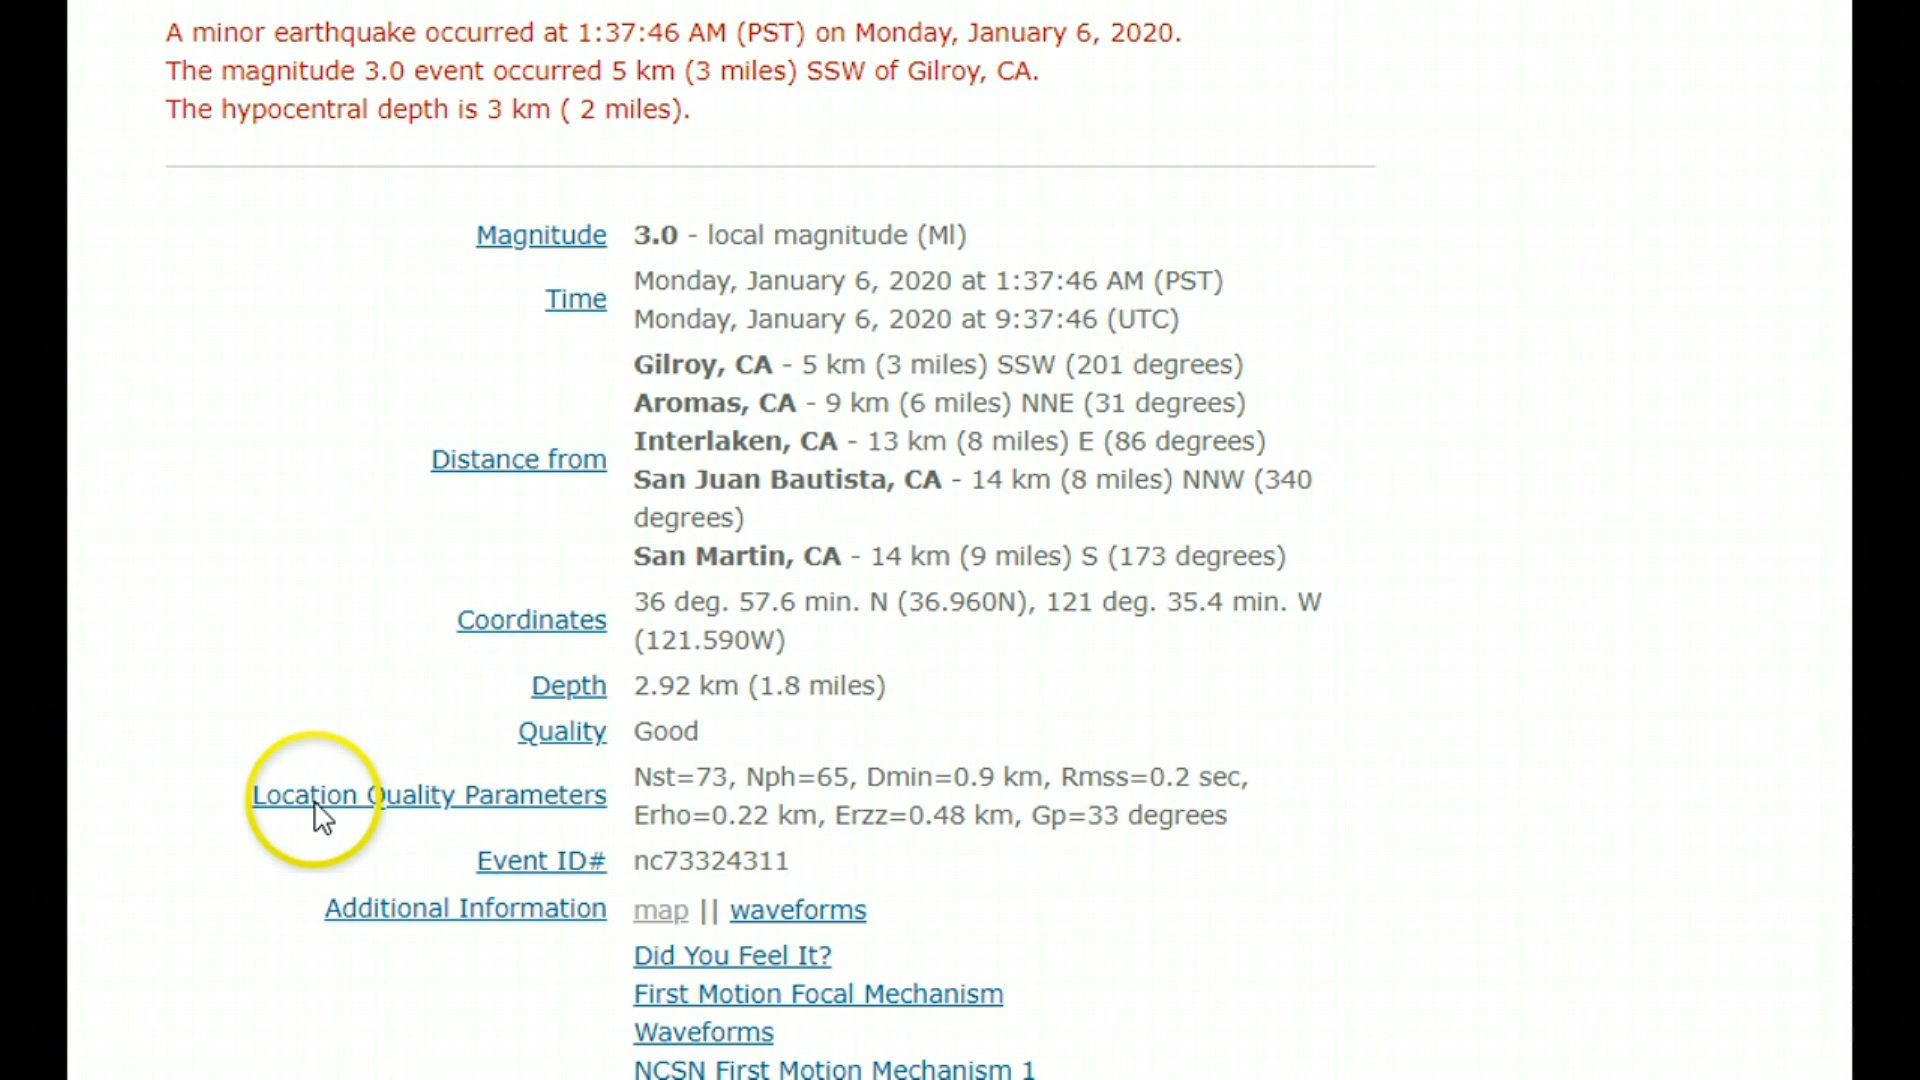 A minor earthquake occurred at 1:37:46 AM (PST) on Monday, January 6, 2020.
The magnitude 3.0 event occurred 5 km (3 miles) SSW of Gilroy, CA.
The hypocentral depth is 3 km ( 2 miles).
Magnitude 3.0 - local magnitude (Ml)
Time Monday, January 6, 2020 at 1:37:46 AM (PST)
Monday, January 6, 2020 at 9:37:46 (UTC)
Distance from Gilroy, CA - 5 km (3 miles) SSW (201 degrees)
Aromas, CA - 9 km (6 miles) NNE (31 degrees)
Interlaken, CA - 13 km (8 miles) E (86 degrees)
San Juan Bautista, CA - 14 km (8 miles) NNW (340
degrees)
San Martin, CA - 14 km (9 miles) S (173 degrees)
Coordinates 36 deg. 57.6 min. N (36.960N), 121 deg. 35.4 min. W
(121.590W)
Depth 2.92 km (1.8 miles)
Quality Good
Location Quality Parameters Nst=73, Nph=65, Dmin=0.9 km, Rmss=0.2 sec,
Erho=0.22 km, Erzz=0.48 km, Gp=33 degrees
Event ID# nc73324311
Additional Information map || waveforms
Did You Feel It?
First Motion Focal Mechanism
Waveforms
NCSN First Motion Mechanism 1